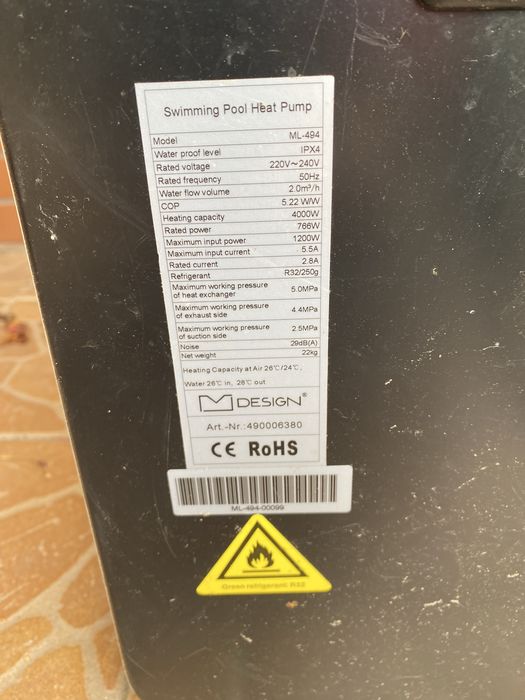 Swimming Pool Heat Pump
Model ML-494
Water proof level IPX4
Rated voltage 220V～240V
Rated frequency 50Hz
Water flow volume 2.0m³/h
COP 5.22 W/W
Heating capacity 4000W
Rated power 766W
Maximum input power 1200W
Maximum input current 5.5A
Rated current 2.8A
Refrigerant R32/250g
Maximum working pressure
of heat exchanger 5.0MPa
Maximum working pressure
of exhaust side 4.4MPa
Maximum working pressure
of suction side 2.5MPa
Noise 29dB(A)
Net weight 22kg
Heating Capacity at Air 26℃/24℃,
Water 26℃ in, 28℃ out
DESIGN®
Art.-Nr.:490006380
CE RoHS
ML-494-00099
Green refrigerant R32